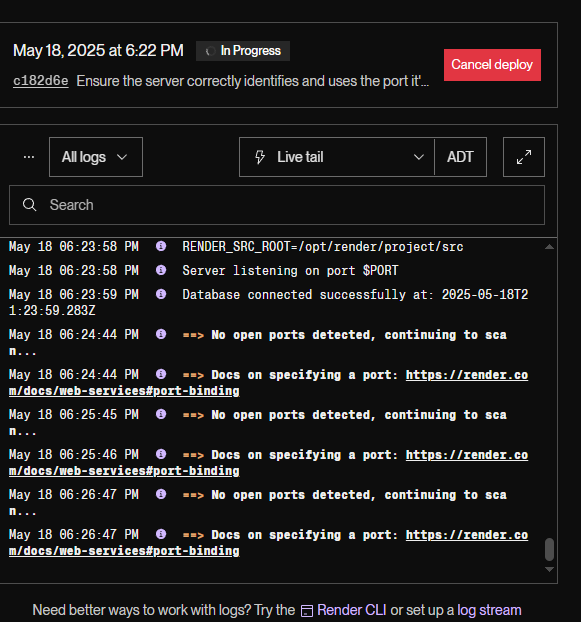 May 18, 2025 at 6:22 PM In Progress
Cancel deploy
c182d6e Ensure the server correctly identifies and uses the port it'...
... All logs Live tail ADT
Search
May 18 06:23:58 PM RENDER_SRC_ROOT=/opt/render/project/src
May 18 06:23:58 PM Server listening on port $PORT
May 18 06:23:59 PM Database connected successfully at: 2025-05-18T2
1:23:59.283Z
May 18 06:24:44 PM ==> No open ports detected, continuing to sca
n...
May 18 06:24:44 PM ==> Docs on specifying a port: https://render.co
m/docs/web-services#port-binding
May 18 06:25:45 PM ==> No open ports detected, continuing to sca
n...
May 18 06:25:46 PM ==> Docs on specifying a port: https://render.co
m/docs/web-services#port-binding
May 18 06:26:47 PM ==> No open ports detected, continuing to sca
n...
May 18 06:26:47 PM ==> Docs on specifying a port: https://render.co
m/docs/web-services#port-binding
Need better ways to work with logs? Try the Render CLI or set up a log stream